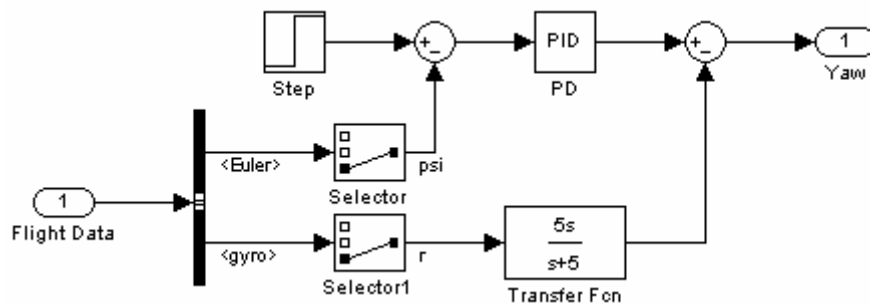 Step
+
−
PID
PD
+
−
1
Yaw
<Euler>
Selector
psi
1
Flight Data
<gyro>
Selector1
r
5s
s+5
Transfer Fcn